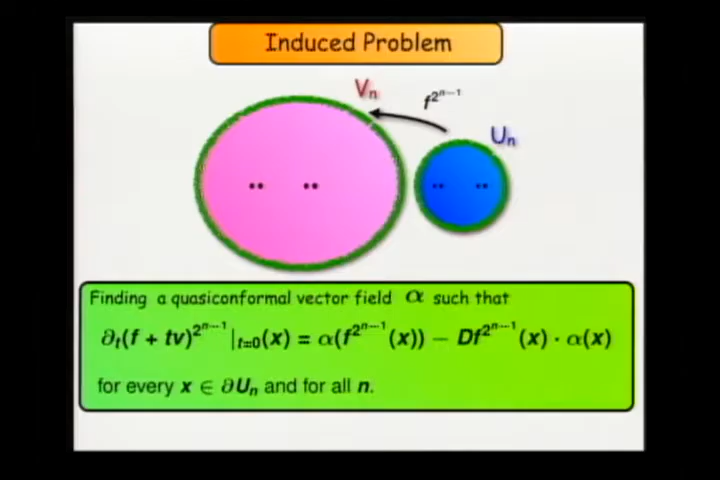 Induced Problem
Vₙ
f^{2^{n-1}}
Uₙ
Finding a quasiconformal vector field α such that
∂ₜ(f + tv)^{2^{n-1}}|ₜ₌₀(x) = α(f^{2^{n-1}}(x)) − Df^{2^{n-1}}(x) · α(x)
for every x ∈ ∂Uₙ and for all n.